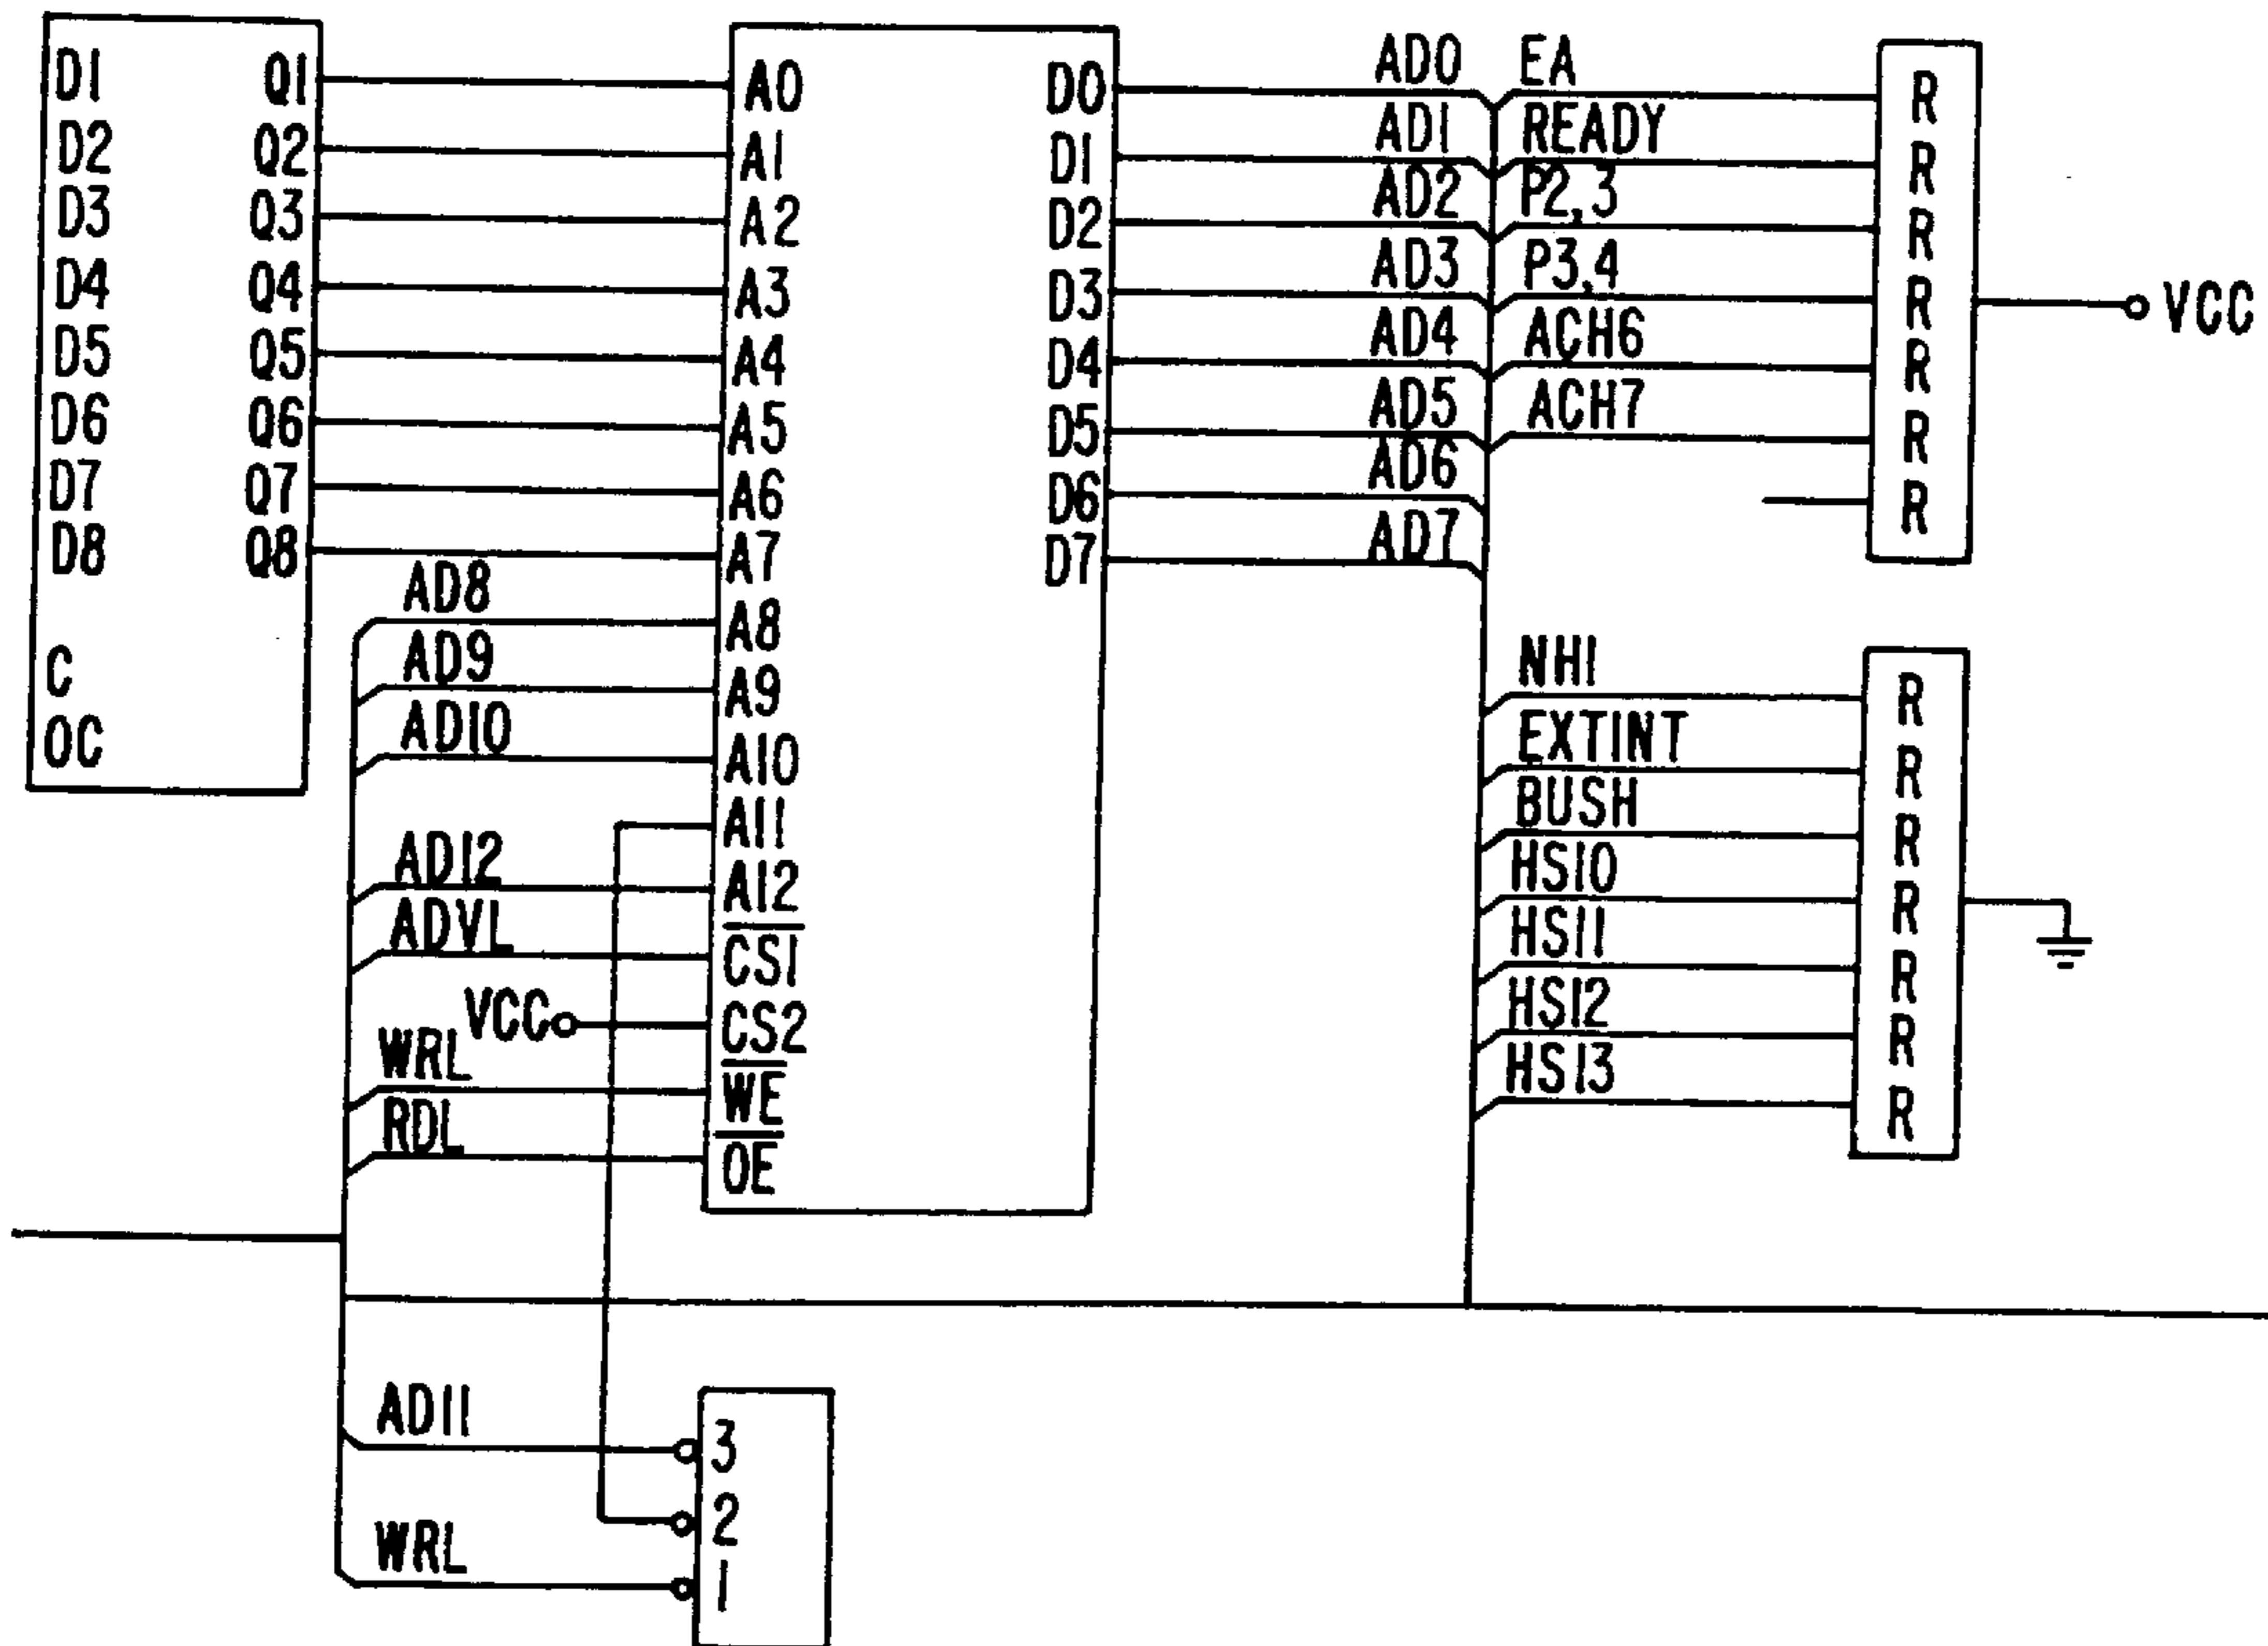 D1 Q1
D2 Q2
D3 Q3
D4 Q4
D5 Q5
D6 Q6
D7 Q7
D8 Q8
C
OC
A0 D0
A1 D1
A2 D2
A3 D3
A4 D4
A5 D5
A6 D6
A7 D7
A8
A9
A10
A11
A12
CS1
CS2
WE
OE
AD8
AD9
AD10
AD12
ADVL
VCC
WRL
RDL
AD0 EA
AD1 READY
AD2 P2,3
AD3 P3,4
AD4 ACH6
AD5 ACH7
AD6
AD7
R
R
R
R
R
R
R
VCC
NHI
EXTINT
BUSH
HSI0
HSI1
HSI2
HSI3
R
R
R
R
R
R
R
AD11
WRL
3
2
1